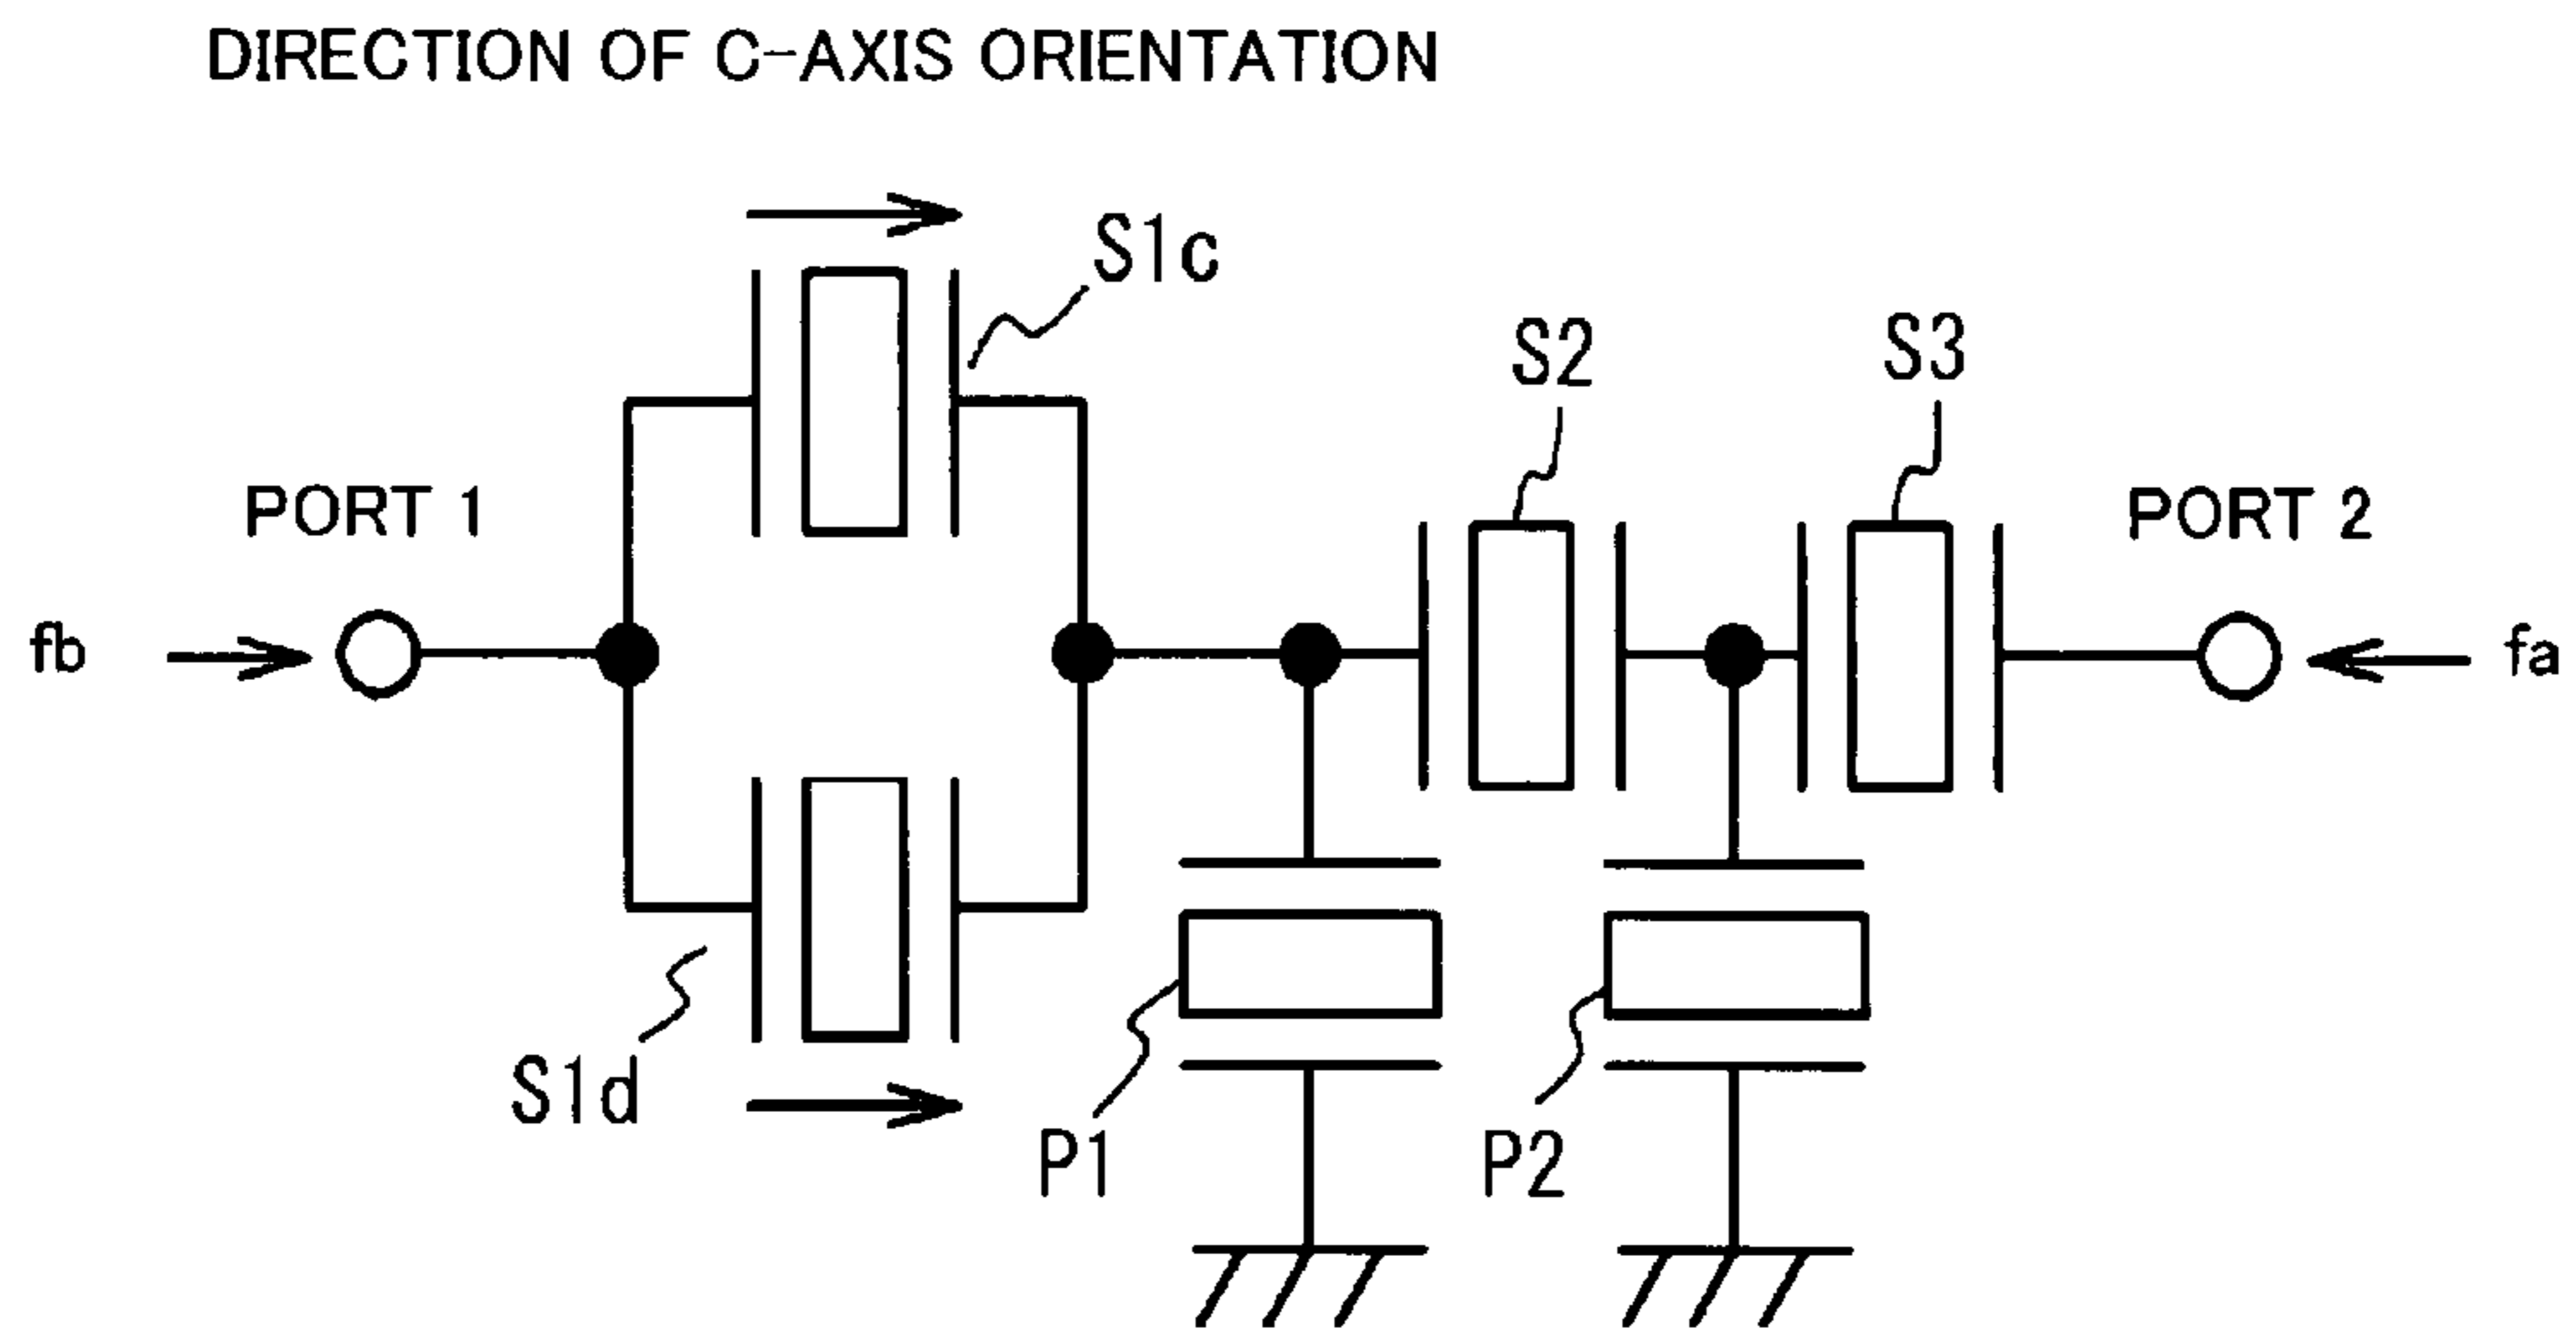 DIRECTION OF C-AXIS ORIENTATION
S1c
S2
S3
PORT 1
PORT 2
fb
fa
S1d
P1
P2